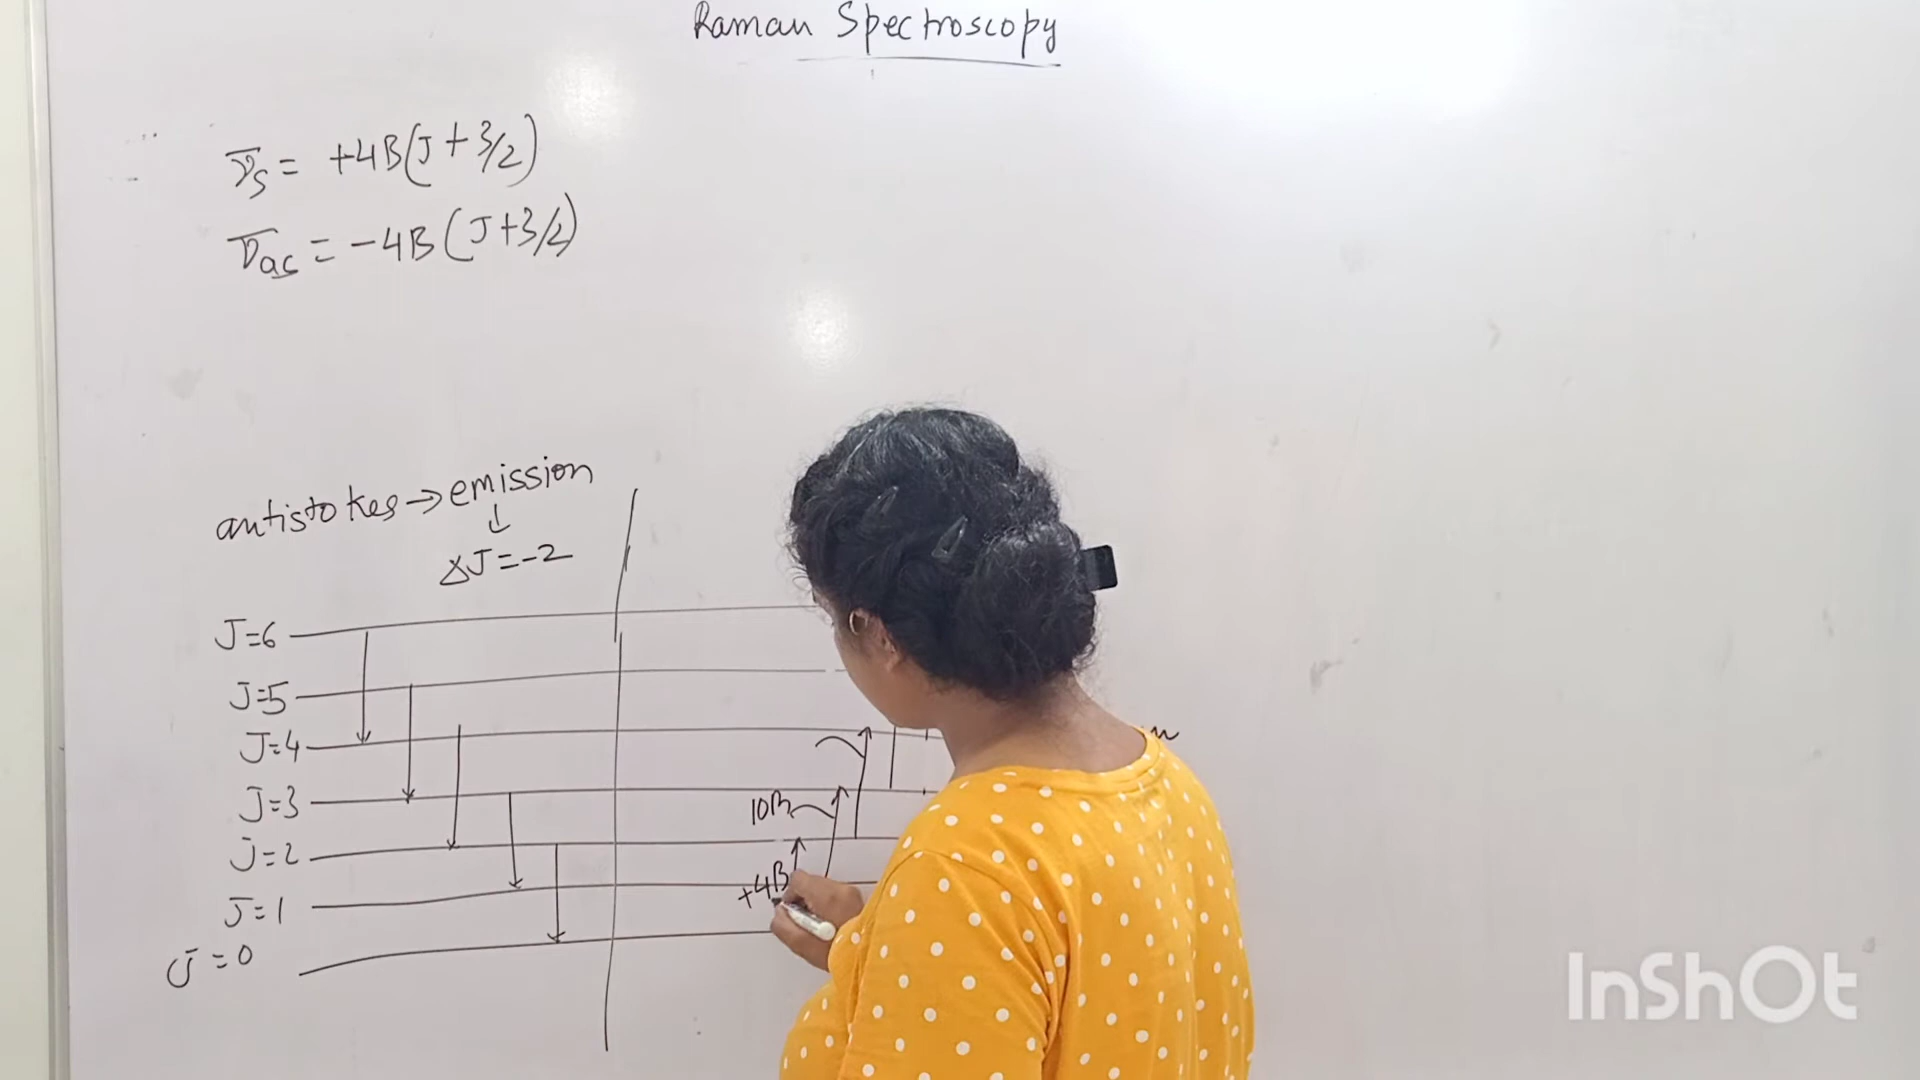 Raman Spectroscopy
ν̅s = +4B(J + 3/2)
ν̅as = -4B (J+3/2)
antistokes → emission
↓
ΔJ = -2
J=6
J=5
J=4
J=3
10B
J=2
+4B
J=1
J=0
InShOt